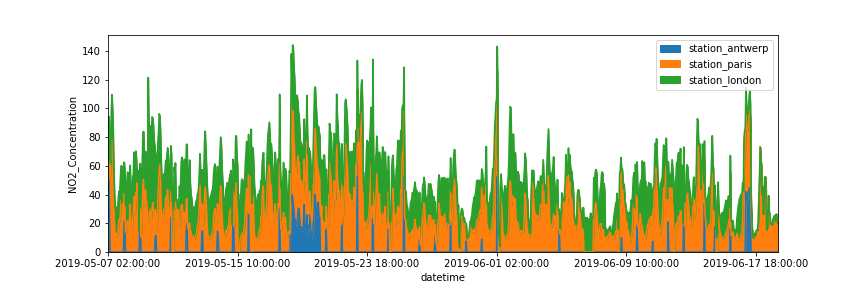 station_antwerp
station_paris
station_london
NO2_Concentration
140
120
100
80
60
40
20
0
2019-05-07 02:00:00
2019-05-15 10:00:00
2019-05-23 18:00:00
2019-06-01 02:00:00
2019-06-09 10:00:00
2019-06-17 18:00:00
datetime